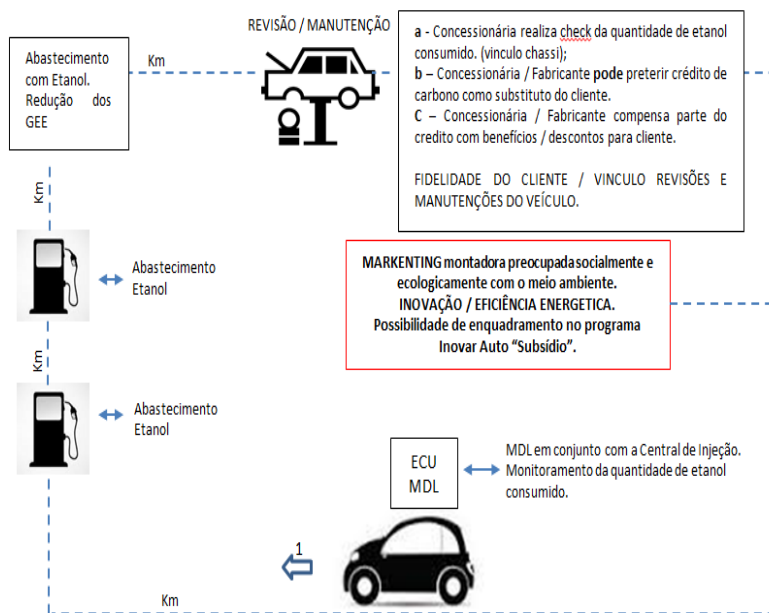 REVISÃO / MANUTENÇÃO
Abastecimento
com Etanol.
Redução dos
GEE
Km
a - Concessionária realiza check da quantidade de etanol
consumido. (vinculo chassi);
b – Concessionária / Fabricante pode preterir crédito de
carbono como substituto do cliente.
C – Concessionária / Fabricante compensa parte do
credito com benefícios / descontos para cliente.
FIDELIDADE DO CLIENTE / VINCULO REVISÕES E
MANUTENÇÕES DO VEÍCULO.
Km
Abastecimento
Etanol
MARKENTING montadora preocupada socialmente e
ecologicamente com o meio ambiente.
INOVAÇÃO / EFICIÊNCIA ENERGETICA.
Possibilidade de enquadramento no programa
Inovar Auto “Subsídio”.
Km
Abastecimento
Etanol
ECU
MDL
MDL em conjunto com a Central de Injeção.
Monitoramento da quantidade de etanol
consumido.
1
Km